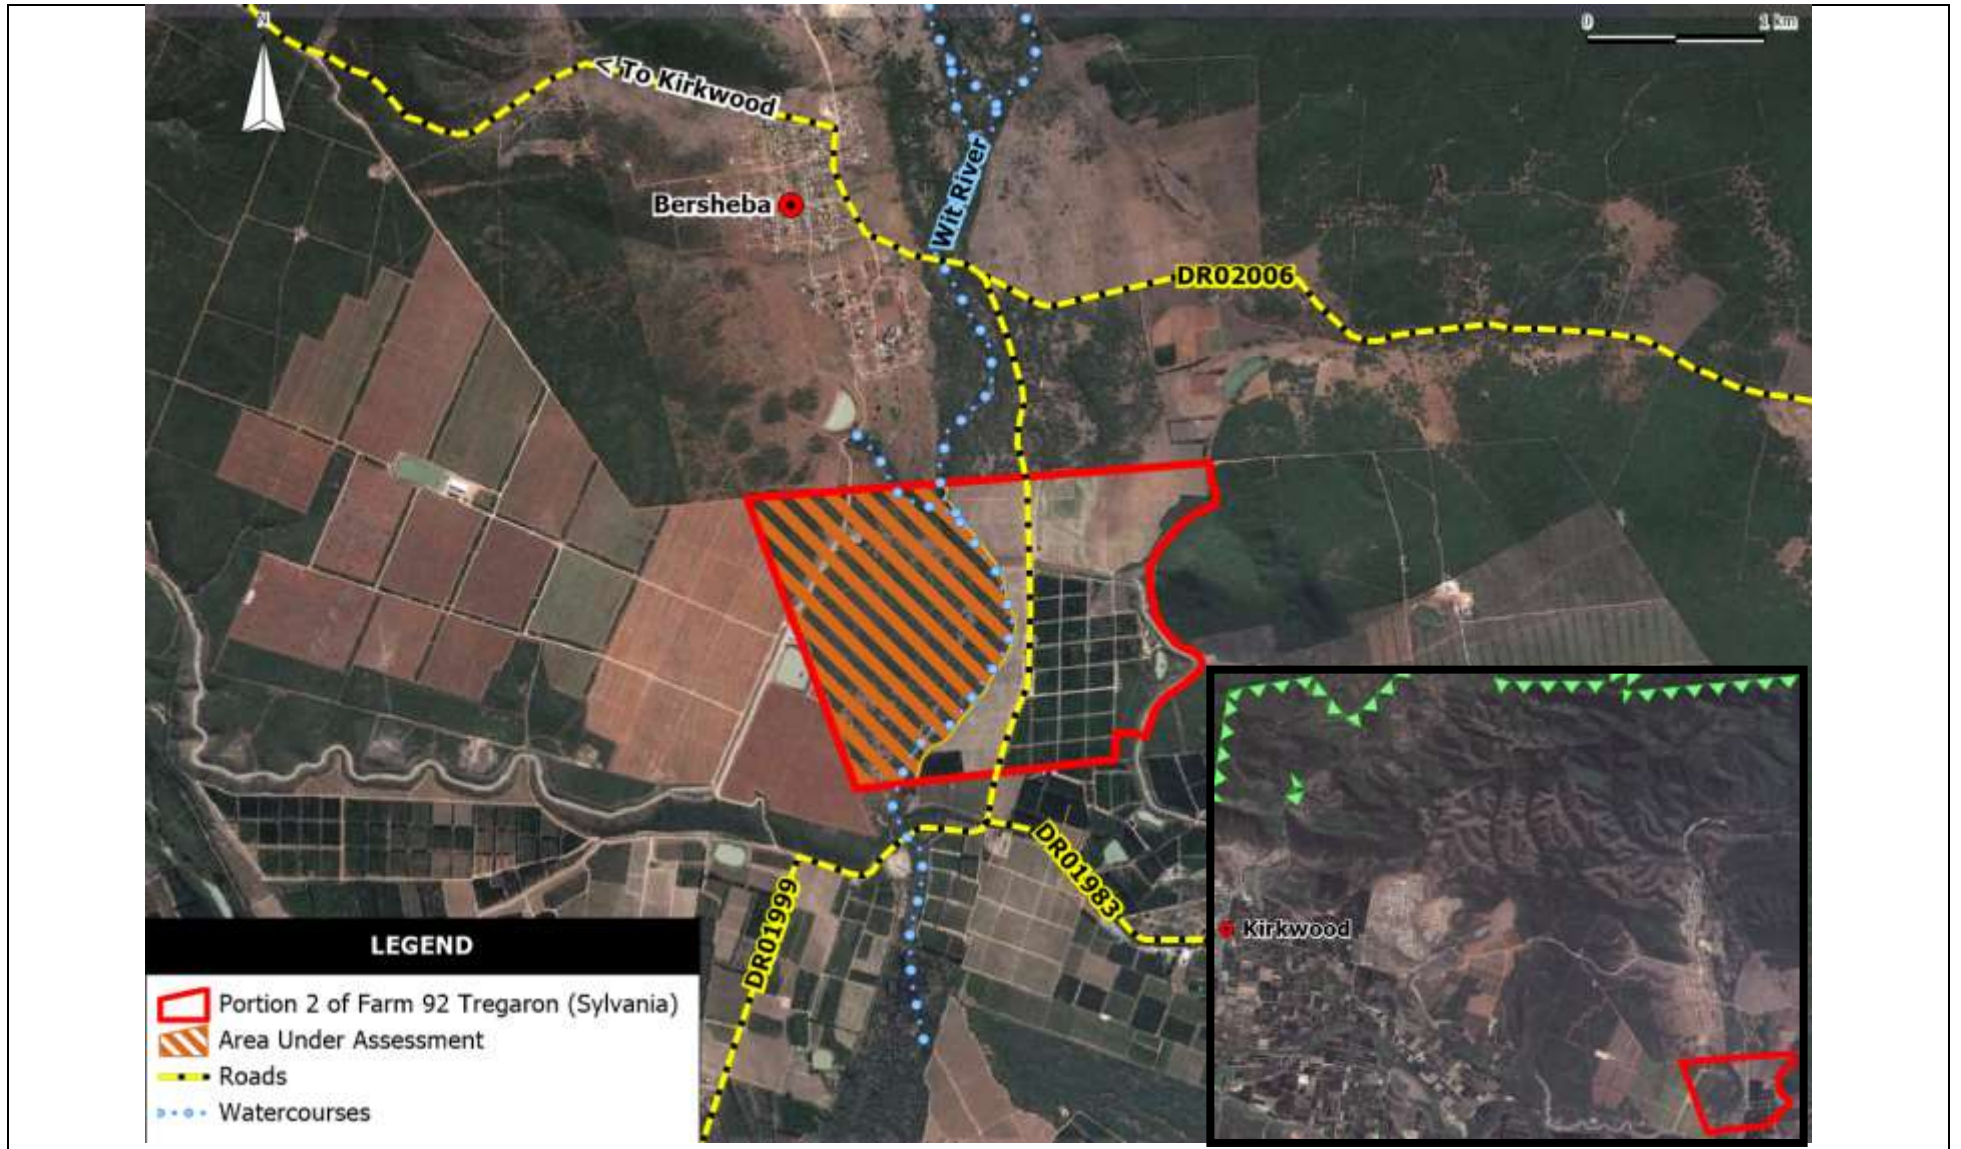 N
0 1 km
< To Kirkwood
Wit River
Bersheba
DR02006
DR01983
DR01999
Kirkwood
LEGEND
Portion 2 of Farm 92 Tregaron (Sylvania)
Area Under Assessment
Roads
Watercourses